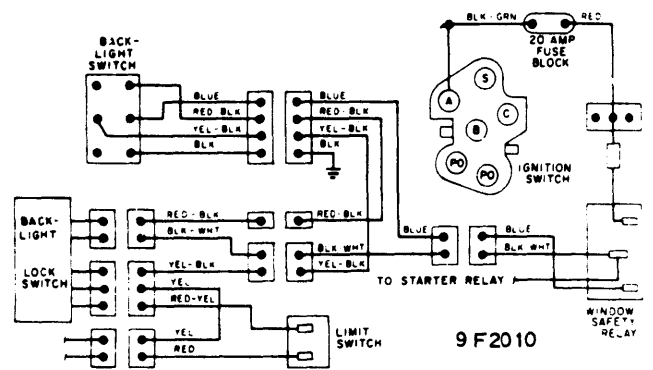 BACK-
LIGHT
SWITCH
BLUE
RED-BLK
YEL-BLK
BLK
BLUE
RED-BLK
YEL-BLK
BLK
BLK-GRN
RED
20 AMP
FUSE
BLOCK
S
A
C
B
PO
PO
IGNITION
SWITCH
BACK-
LIGHT
LOCK
SWITCH
RED-BLK
BLK-WHT
YEL-BLK
YEL
RED-YEL
YEL
RED
RED-BLK
BLK-WHT
YEL-BLK
BLUE
BLUE
BLK-WHT
TO STARTER RELAY
LIMIT
SWITCH
WINDOW
SAFETY
RELAY
9F2010